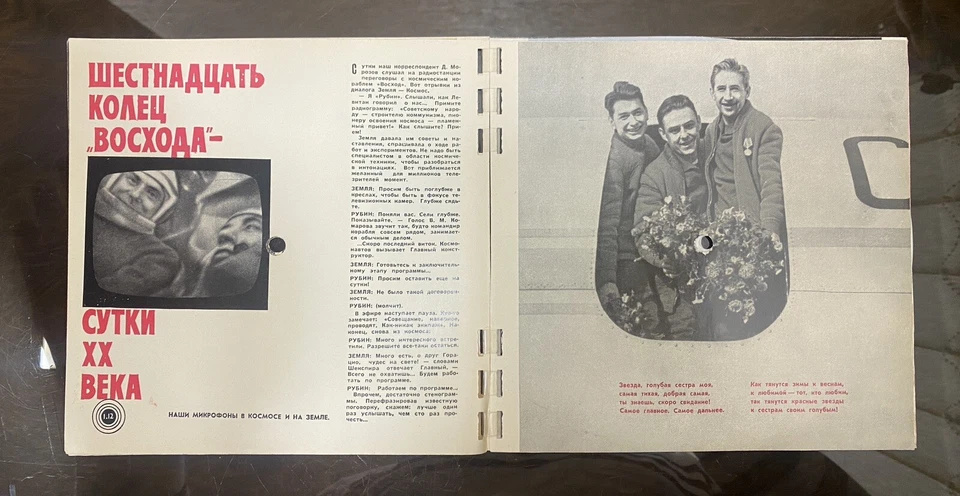 ШЕСТНАДЦАТЬ
КОЛЕЦ
„ВОСХОДА"–
СУТКИ
XX
ВЕКА
1,12
НАШИ МИКРОФОНЫ В КОСМОСЕ И НА ЗЕМЛЕ.
Сутки наш корреспондент Д. Мо-
розов слушал на радиостанции
переговоры с космическим ко-
раблем «Восход». Вот отрывки из
диалога Земля — Космос.
— Я «Рубин». Слышали, как Ле-
витан говорил о нас... Примите
радиограмму: «Советскому наро-
ду — строителю коммунизма, пио-
неру освоения космоса — пламен-
ный привет!» Как слышите? При-
ем!
Земля давала им советы и на-
ставления, спрашивала о ходе ра-
бот и экспериментов. Не надо быть
специалистом в области космиче-
ской техники, чтобы разобраться
в интонациях. Вот приближается
желанный для миллионов теле-
зрителей момент.
ЗЕМЛЯ: Просим быть поглубже в
креслах, чтобы быть в фокусе те-
левизионных камер. Глубже сядь-
те.
РУБИН: Поняли вас. Сели глубже.
Показывайте. — Голос В. М. Ко-
марова звучит так, будто командир
корабля совсем рядом, занимает-
ся обычным делом.
...Скоро последний виток. Космо-
навтов вызывает Главный конст-
руктор.
ЗЕМЛЯ: Готовьтесь к заключитель-
ному этапу программы...
РУБИН: Просим оставить еще на
сутки!
ЗЕМЛЯ: Не было такой договорен-
ности.
РУБИН: (молчит).
В эфире наступает пауза.
замечает: «Совещание, наверное,
проводят. Как-никак экипаж. На-
конец, снова из космоса:
РУБИН: Много интересного встре-
тили. Разрешите все-таки остаться.
ЗЕМЛЯ: Много есть, о друг Гора-
цио, чудес на свете! — словами
Шекспира отвечает Главный, —
Всего не охватишь... Будем рабо-
тать по программе.
РУБИН: Работаем по программе...
Впрочем, достаточно стенограм-
мы. Перефразировав известную
поговорку, скажем: лучше один
раз услышать, чем сто раз про-
честь...
Звезда, голубая сестра моя,
самая тихая, добрая самая,
ты знаешь, скоро свидание!
Самое главное. Самое дальнее.
Как тянутся зимы к веснам,
к любимой — тот, кто любим,
так тянутся красные звезды
к сестрам своим голубым!
С